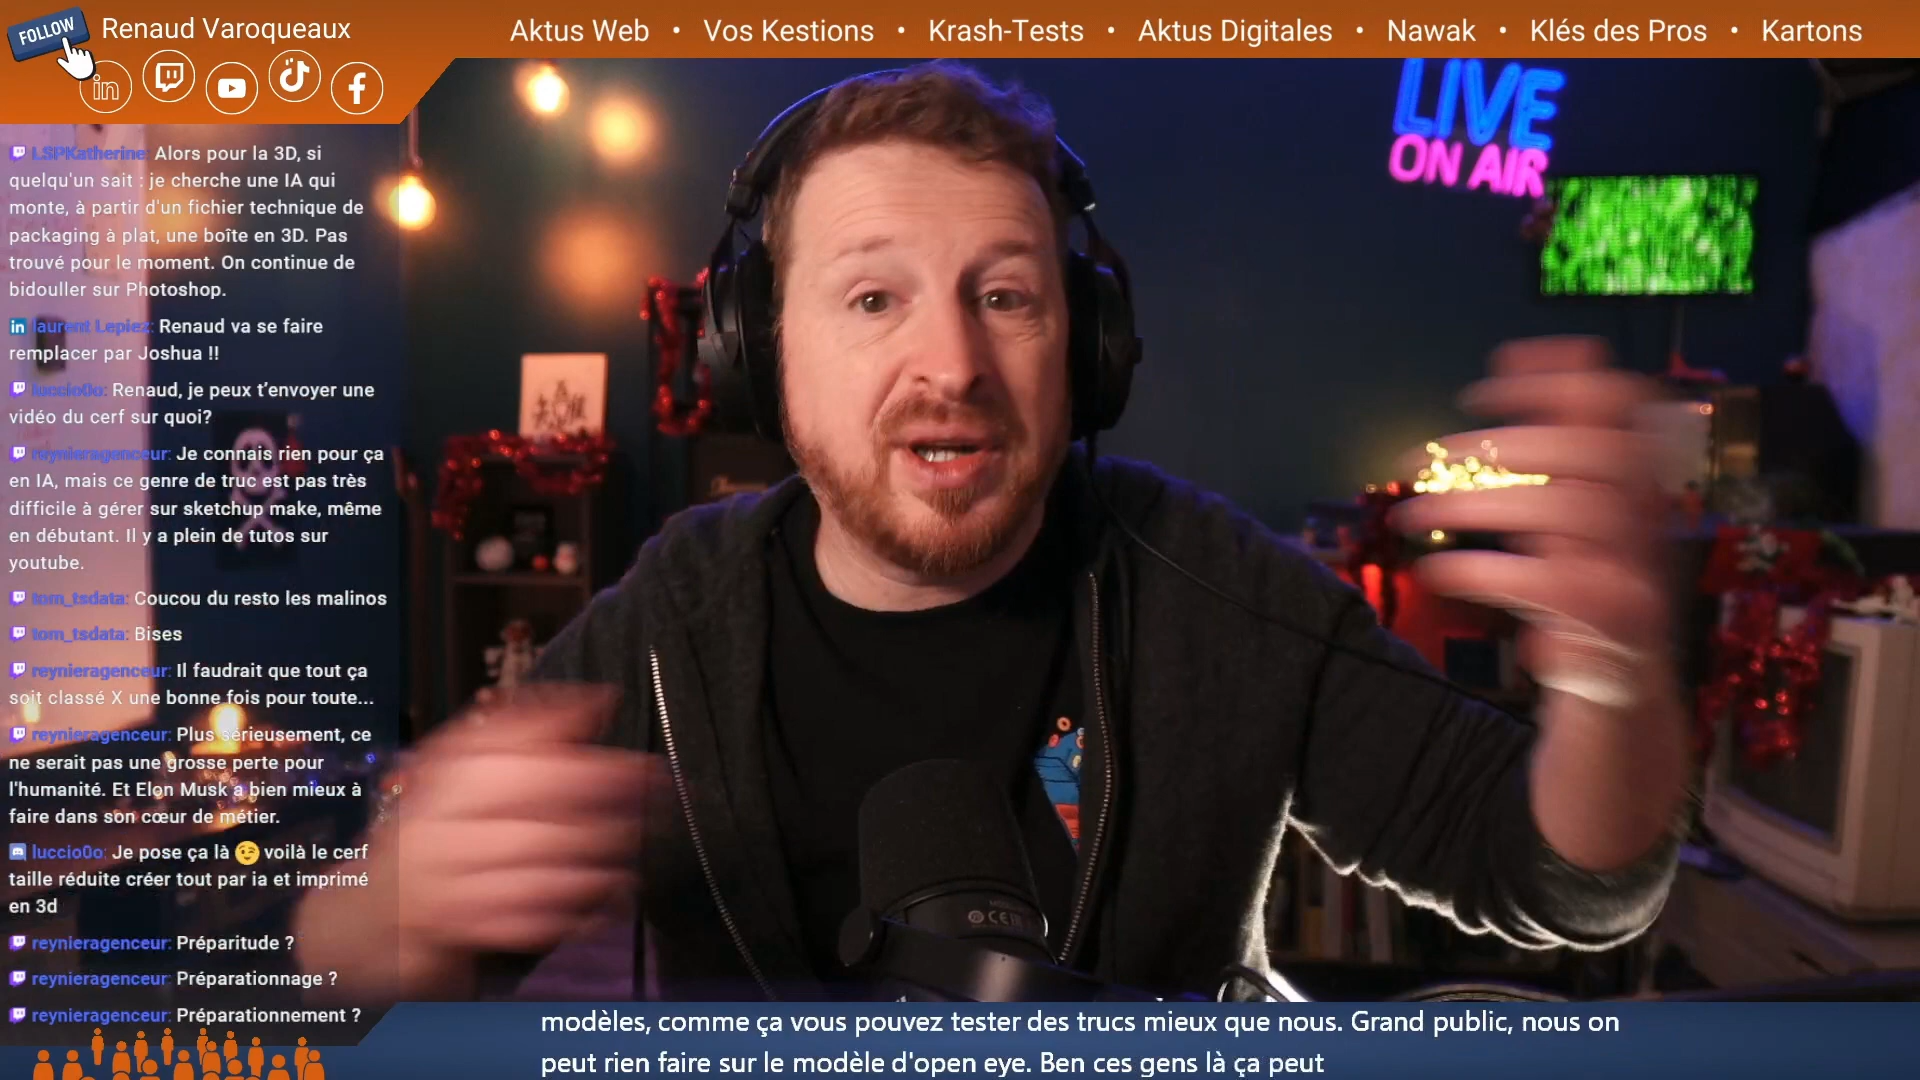 FOLLOW
Renaud Varoqueaux
Aktus Web • Vos Kestions • Krash-Tests • Aktus Digitales • Nawak • Klés des Pros • Kartons
LIVE
ON AIR
LSPKatherine: Alors pour la 3D, si
quelqu'un sait : je cherche une IA qui
monte, à partir d'un fichier technique de
packaging à plat, une boîte en 3D. Pas
trouvé pour le moment. On continue de
bidouller sur Photoshop.
laurent Lepiez: Renaud va se faire
remplacer par Joshua !!
luccio0o: Renaud, je peux t’envoyer une
vidéo du cerf sur quoi?
reynieragenceur: Je connais rien pour ça
en IA, mais ce genre de truc est pas très
difficile à gérer sur sketchup make, même
en débutant. Il y a plein de tutos sur
youtube.
tom_tsdata: Coucou du resto les malinos
tom_tsdata: Bises
reynieragenceur: Il faudrait que tout ça
soit classé X une bonne fois pour toute...
reynieragenceur: Plus sérieusement, ce
ne serait pas une grosse perte pour
l'humanité. Et Elon Musk a bien mieux à
faire dans son cœur de métier.
luccio0o: Je pose ça là 😉 voilà le cerf
taille réduite créer tout par ia et imprimé
en 3d
reynieragenceur: Préparitude ?
reynieragenceur: Préparationnage ?
reynieragenceur: Préparationnement ?
modèles, comme ça vous pouvez tester des trucs mieux que nous. Grand public, nous on
peut rien faire sur le modèle d'open eye. Ben ces gens là ça peut